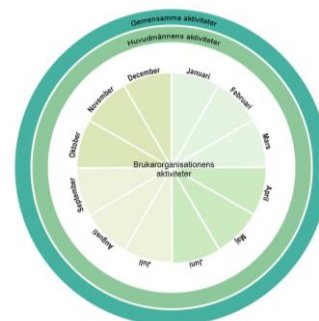 Gemensamma aktiviteter
Huvudmännens aktiviteter
Januari
Februari
Mars
April
Maj
Juni
Juli
Augusti
September
Oktober
November
December
Brukarorganisationens
aktiviteter